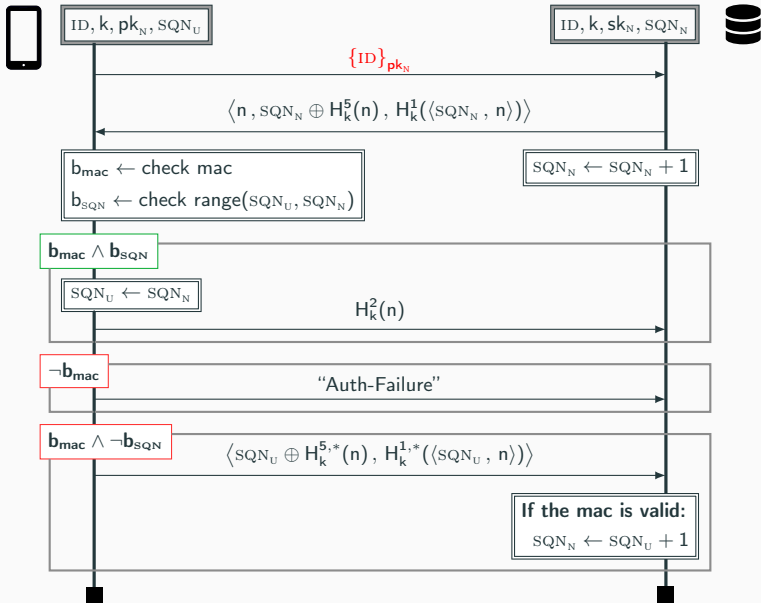 ID, k, pk_N, SQN_U
ID, k, sk_N, SQN_N
{ID}_pk_N
⟨n , SQN_N ⊕ H^5_k(n) , H^1_k(⟨SQN_N , n⟩)⟩
b_mac ← check mac
b_SQN ← check range(SQN_U, SQN_N)
SQN_N ← SQN_N + 1
b_mac ∧ b_SQN
SQN_U ← SQN_N
H^2_k(n)
¬b_mac
“Auth-Failure”
b_mac ∧ ¬b_SQN
⟨SQN_U ⊕ H^{5,*}_k(n) , H^{1,*}_k(⟨SQN_U , n⟩)⟩
If the mac is valid:
SQN_N ← SQN_U + 1